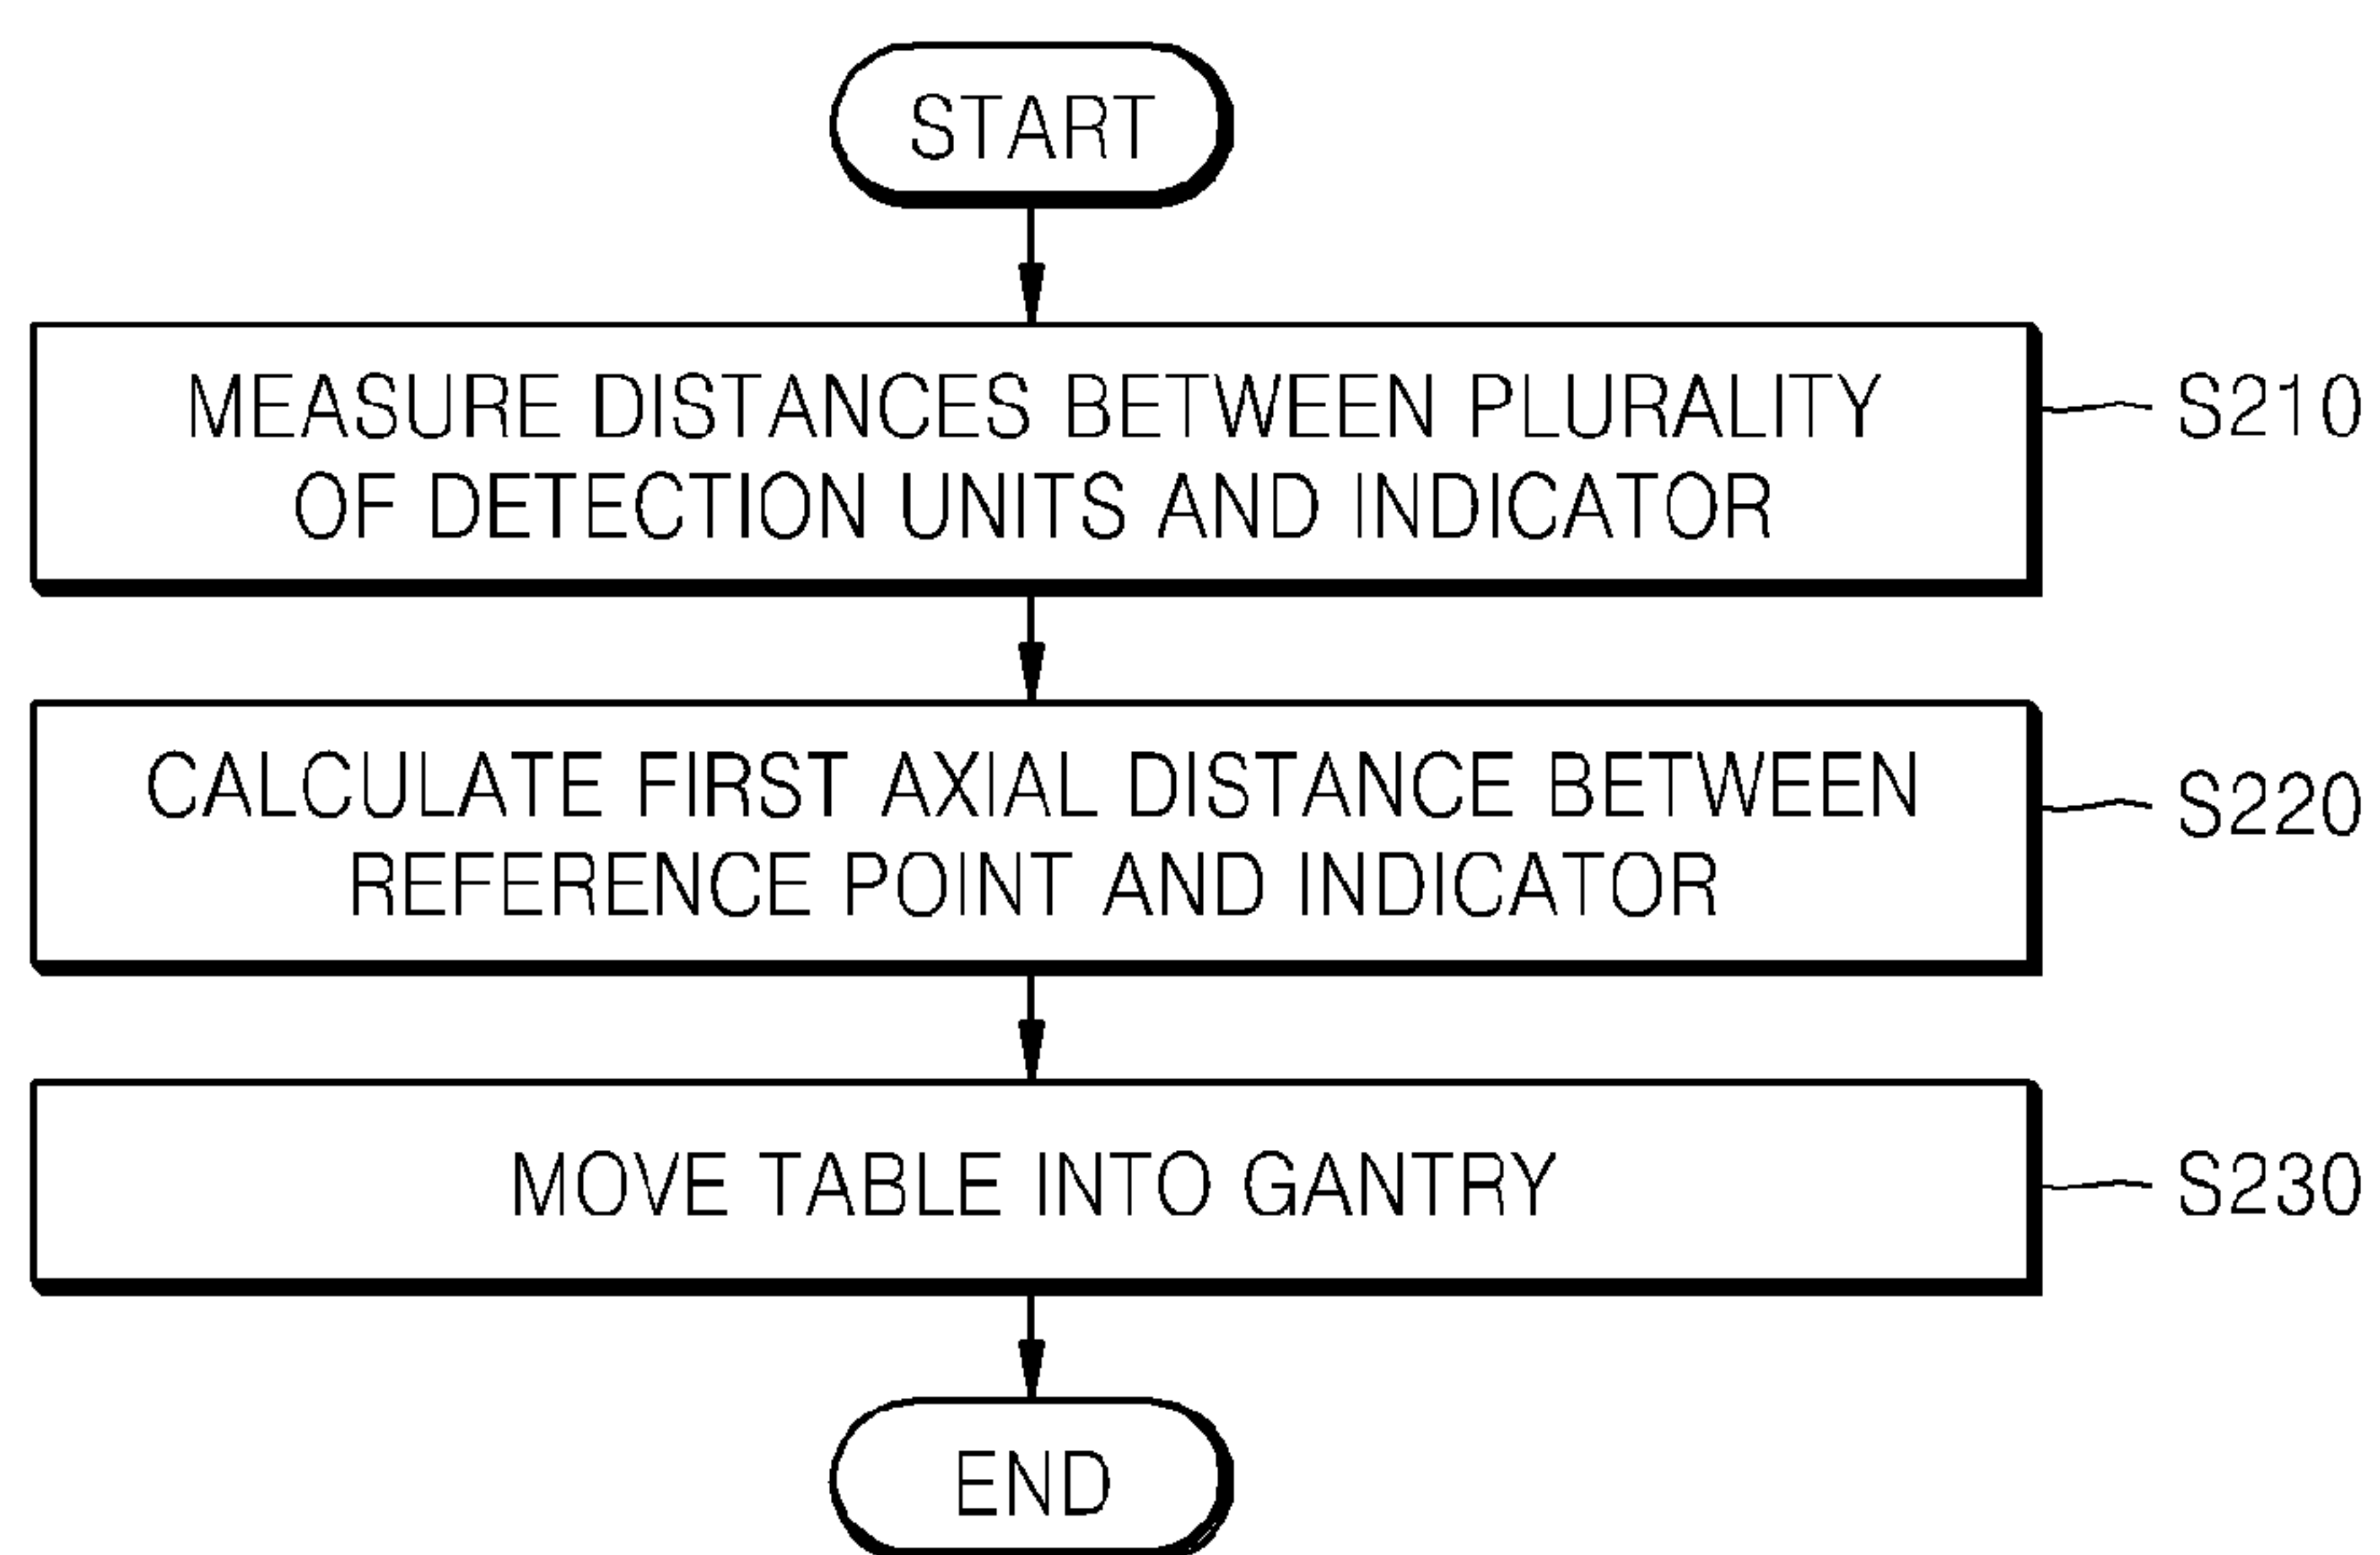 START
MEASURE DISTANCES BETWEEN PLURALITY
OF DETECTION UNITS AND INDICATOR
S210
CALCULATE FIRST AXIAL DISTANCE BETWEEN
REFERENCE POINT AND INDICATOR
S220
MOVE TABLE INTO GANTRY
S230
END